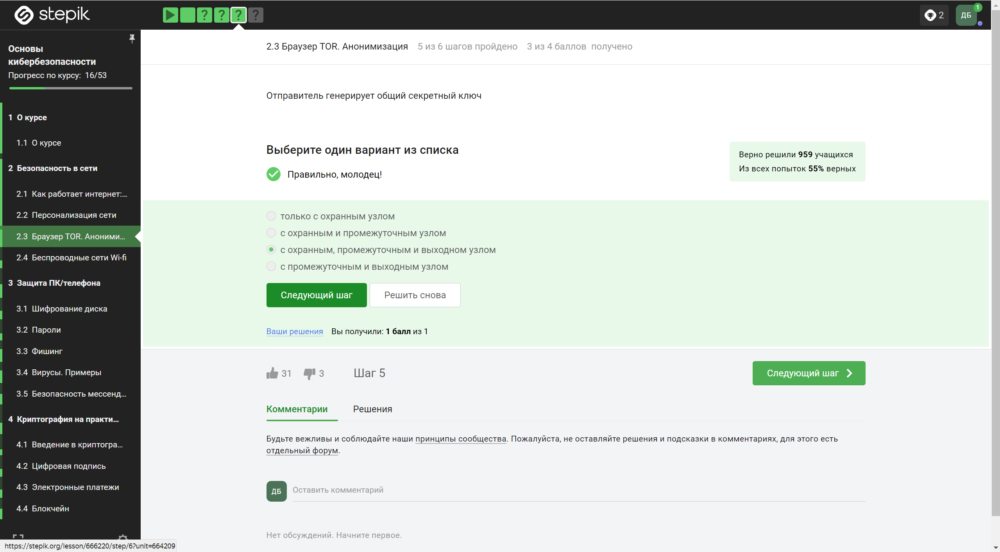 stepik
? ? ? ?
2
ДБ
1
Основы
кибербезопасности
Прогресс по курсу: 16/53
1 О курсе
1.1 О курсе
2 Безопасность в сети
2.1 Как работает интернет:...
2.2 Персонализация сети
2.3 Браузер TOR. Аноними...
2.4 Беспроводные сети Wi-fi
3 Защита ПК/телефона
3.1 Шифрование диска
3.2 Пароли
3.3 Фишинг
3.4 Вирусы. Примеры
3.5 Безопасность мессенд...
4 Криптография на практи...
4.1 Введение в криптогра...
4.2 Цифровая подпись
4.3 Электронные платежи
4.4 Блокчейн
https://stepik.org/lesson/666220/step/6?unit=664209
2.3 Браузер TOR. Анонимизация 5 из 6 шагов пройдено 3 из 4 баллов получено
Отправитель генерирует общий секретный ключ
Выберите один вариант из списка
Правильно, молодец!
Верно решили 959 учащихся
Из всех попыток 55% верных
только с охранным узлом
с охранным и промежуточным узлом
с охранным, промежуточным и выходном узлом
с промежуточным и выходным узлом
Следующий шаг Решить снова
Ваши решения Вы получили: 1 балл из 1
31 3 Шаг 5 Следующий шаг
Комментарии Решения
Будьте вежливы и соблюдайте наши принципы сообщества. Пожалуйста, не оставляйте решения и подсказки в комментариях, для этого есть
отдельный форум.
ДБ Оставить комментарий
Нет обсуждений. Начните первое.